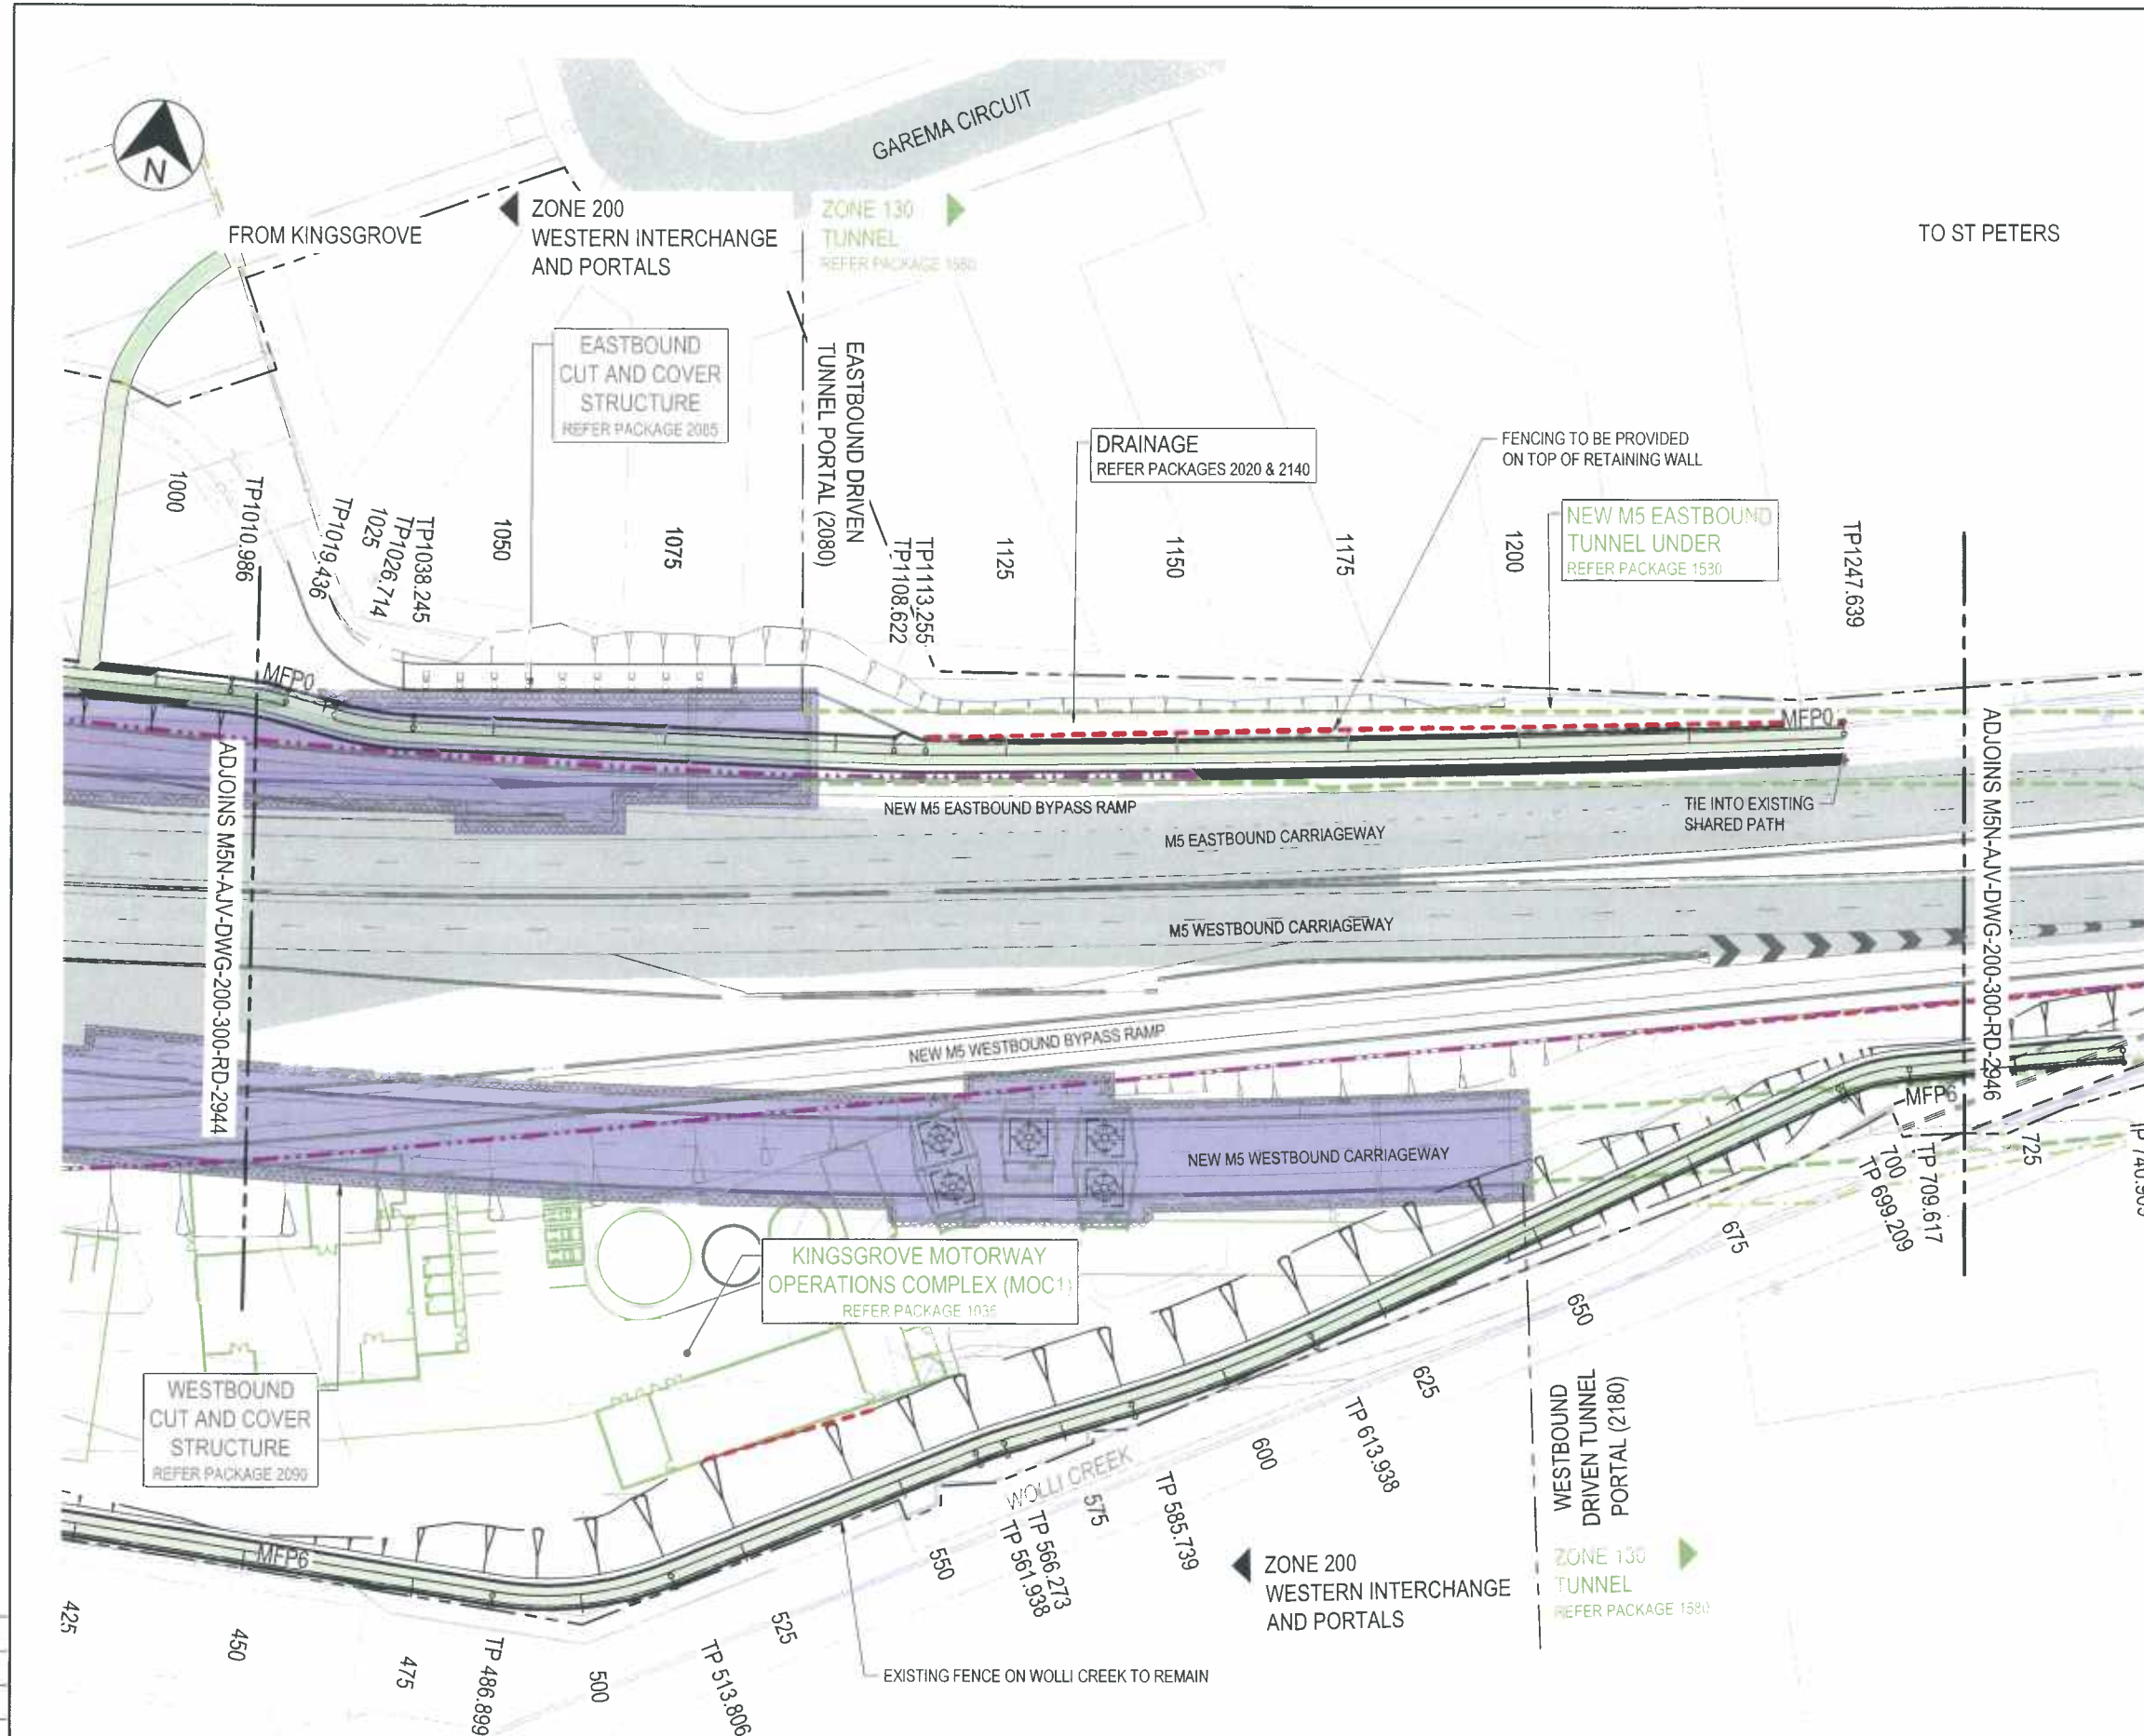 GAREMA CIRCUIT
N
FROM KINGSGROVE
ZONE 200
WESTERN INTERCHANGE
AND PORTALS
ZONE 130
TUNNEL
REFER PACKAGE 1580
TO ST PETERS
EASTBOUND
CUT AND COVER
STRUCTURE
REFER PACKAGE 2085
EASTBOUND DRIVEN
TUNNEL PORTAL (2080)
DRAINAGE
REFER PACKAGES 2020 & 2140
FENCING TO BE PROVIDED
ON TOP OF RETAINING WALL
NEW M5 EASTBOUND
TUNNEL UNDER
REFER PACKAGE 1530
1000
TP1010.986
TP1019.436
1025
TP1026.714
TP1038.245
1050
1075
TP1108.622
TP1113.255
1125
1150
1175
1200
TP1247.639
MFP0
MFP0
ADJOINS M5N-AJV-DWG-200-300-RD-2944
ADJOINS M5N-AJV-DWG-200-300-RD-2946
NEW M5 EASTBOUND BYPASS RAMP
TIE INTO EXISTING
SHARED PATH
M5 EASTBOUND CARRIAGEWAY
M5 WESTBOUND CARRIAGEWAY
NEW M5 WESTBOUND BYPASS RAMP
NEW M5 WESTBOUND CARRIAGEWAY
MFP6
KINGSGROVE MOTORWAY
OPERATIONS COMPLEX (MOC1)
REFER PACKAGE 1035
WESTBOUND
CUT AND COVER
STRUCTURE
REFER PACKAGE 2090
WESTBOUND
DRIVEN TUNNEL
PORTAL (2180)
WOLLI CREEK
MFP6
425
450
475
TP 486.899
500
TP 513.806
525
550
TP 561.938
TP 566.273
575
TP 585.739
600
TP 613.938
625
650
675
TP 699.209
700
TP 709.617
725
ZONE 200
WESTERN INTERCHANGE
AND PORTALS
ZONE 130
TUNNEL
REFER PACKAGE 1580
EXISTING FENCE ON WOLLI CREEK TO REMAIN